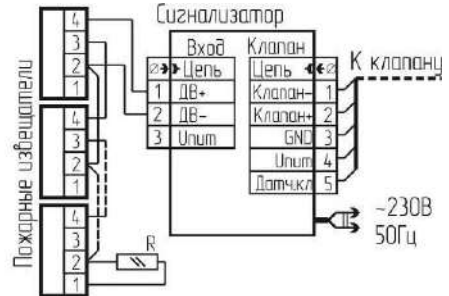 Сигнализатор
Пожарные извещатели
4
3
2
1
4
3
2
1
4
3
2
1
R
Вход Клапан
Цепь Цепь
1 ДВ+ Клапан- 1
2 ДВ- Клапан+ 2
3 Uпит GND 3
Uпит 4
Датч.кл 5
К клапану
~230В
50Гц